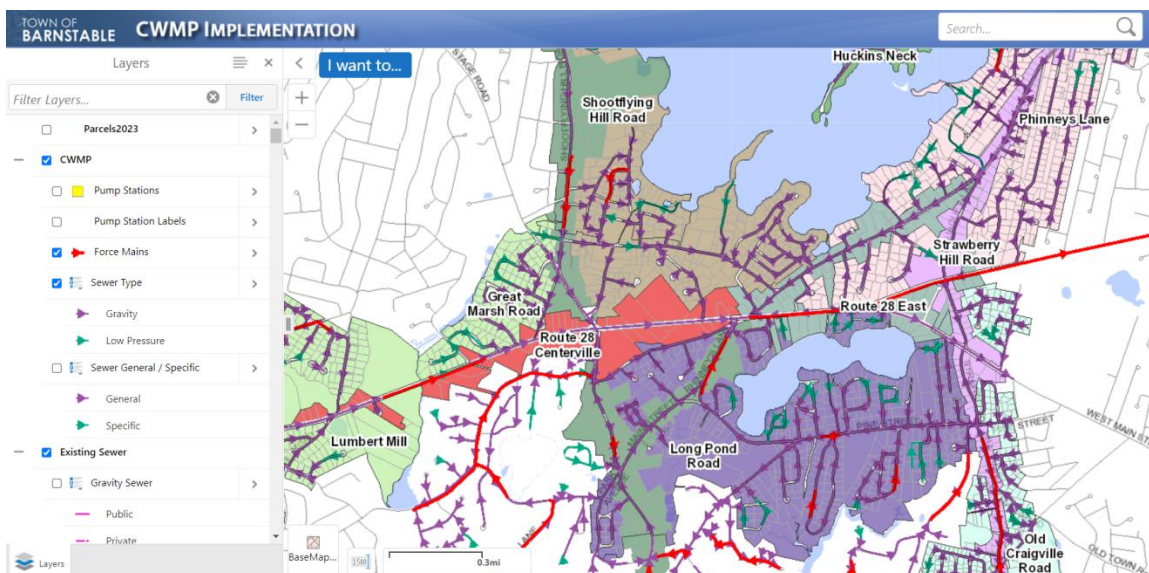 TOWN OF
BARNSTABLE
CWMP IMPLEMENTATION
Search...
Layers
Filter Layers...
Filter
Parcels2023
CWMP
Pump Stations
Pump Station Labels
Force Mains
Sewer Type
Gravity
Low Pressure
Sewer General / Specific
General
Specific
Existing Sewer
Gravity Sewer
Public
Private
Layers
I want to...
BaseMap...
0.3mi
STAGE ROAD
Huckins Neck
Shootflying
Hill Road
Phinneys Lane
Strawberry
Hill Road
Great
Marsh Road
Route 28 East
Route 28
Centerville
Lumbert Mill
Long Pond
Road
STREET
WEST MAIN ST
LANE
Old
Craigville
Road